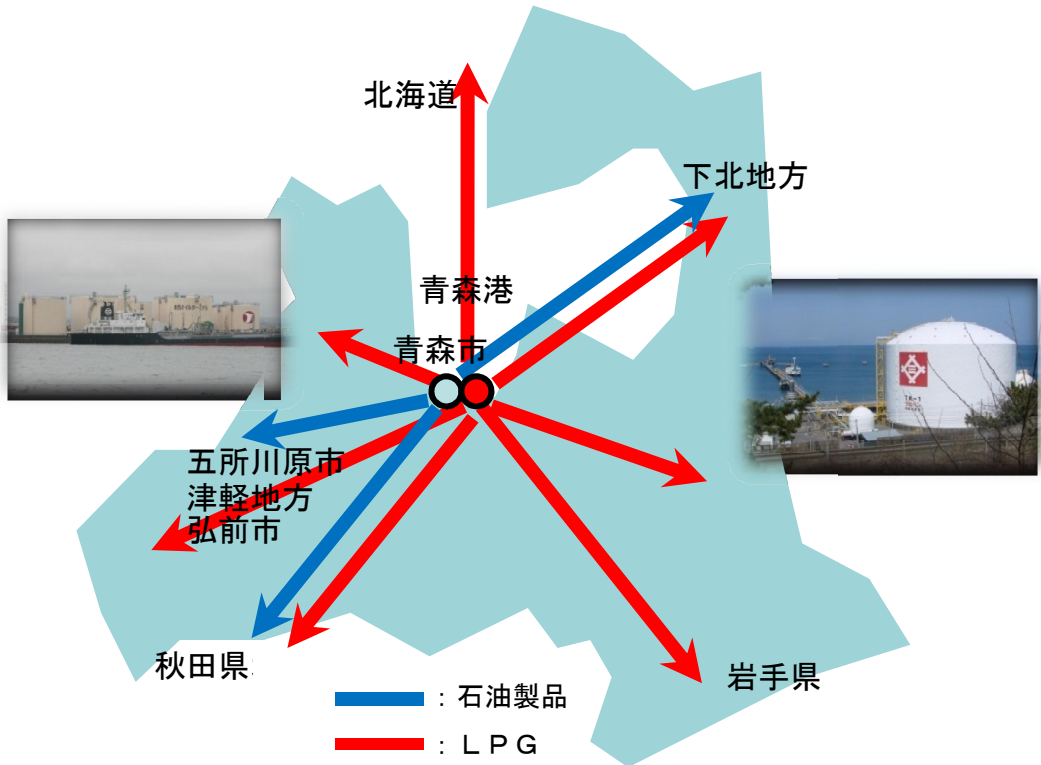 北海道
下北地方
青森港
青森市
五所川原市
津軽地方
弘前市
秋田県
岩手県
：石油製品
：ＬＰＧ